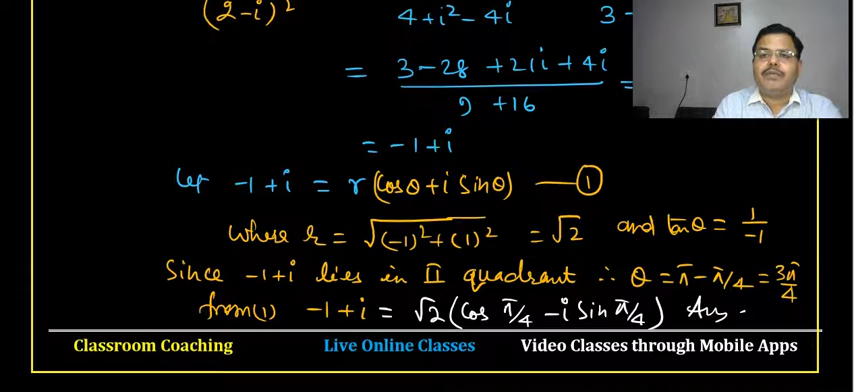 (2-i)² 4+i²-4i 3-
= (3-28+21i+4i)/(9+16) =
= -1+i
Let -1+i = r(cosθ+i sinθ) —— ①
where r = √((-1)²+(1)²) = √2 and tanθ = 1/-1
Since -1+i lies in II quadrant ∴ θ = π-π/4 = 3π/4
from(1) -1+i = √2(cos π/4 -i sin π/4) Ans.
Classroom Coaching Live Online Classes Video Classes through Mobile Apps